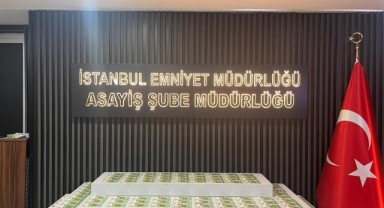 İSTANBUL EMNİYET MÜDÜRLÜĞÜ
ASAYİŞ ŞUBE MÜDÜRLÜĞÜ